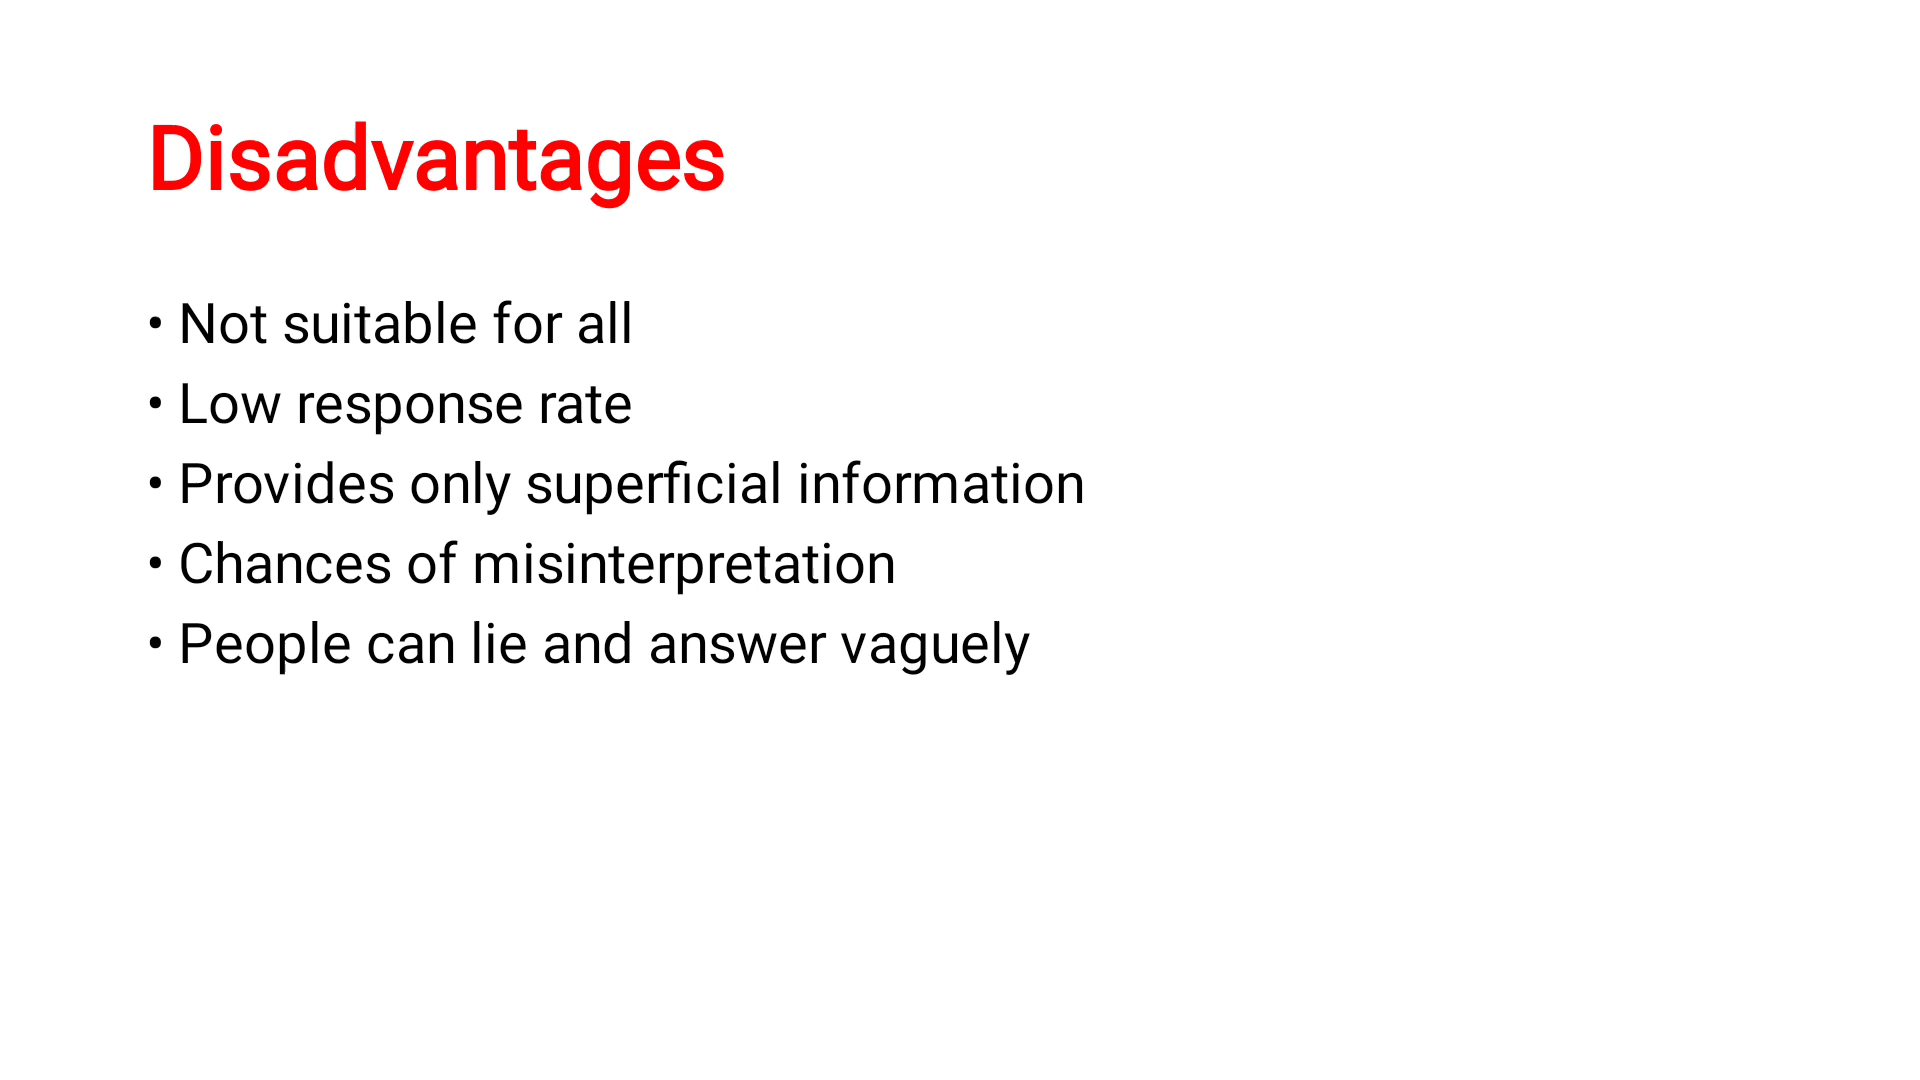 Disadvantages
• Not suitable for all
• Low response rate
• Provides only superficial information
• Chances of misinterpretation
• People can lie and answer vaguely